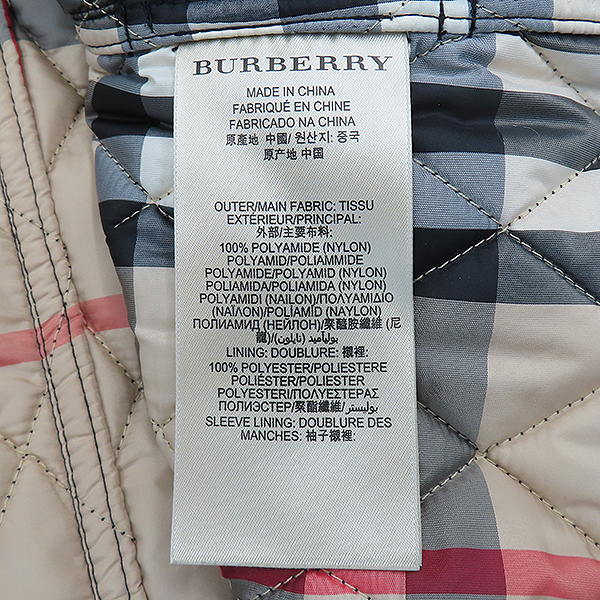 BURBERRY
MADE IN CHINA
FABRIQUÉ EN CHINE
FABRICADO NA CHINA
原產地 中國/ 원산지: 중국
原产地 中国
OUTER/MAIN FABRIC: TISSU
EXTÉRIEUR/PRINCIPAL:
外部/主要布料:
100% POLYAMIDE (NYLON)
POLYAMID/POLIAMMIDE
POLYAMIDE/POLYAMID (NYLON)
POLIAMIDA/POLIAMID (NYLON)
POLYAMIDI (NAILON)/ΠΟΛΥΑΜΙΔΙΟ
(ΝΑΪΛΟΝ)/POLİAMİD (NAYLON)
ПОЛИАМИД (НЕЙЛОН)/聚醯胺纖維 (尼
龍)/بوليأميد (نايلون)
LINING: DOUBLURE: 襯裡:
100% POLYESTER/POLIESTERE
POLIÉSTER/POLIESTER
POLYESTERI/ΠΟΛΥΕΣΤΕΡΑΣ
ПОЛИЭСТЕР/聚酯纖維/بوليستر
SLEEVE LINING: DOUBLURE DES
MANCHES: 袖子襯裡: